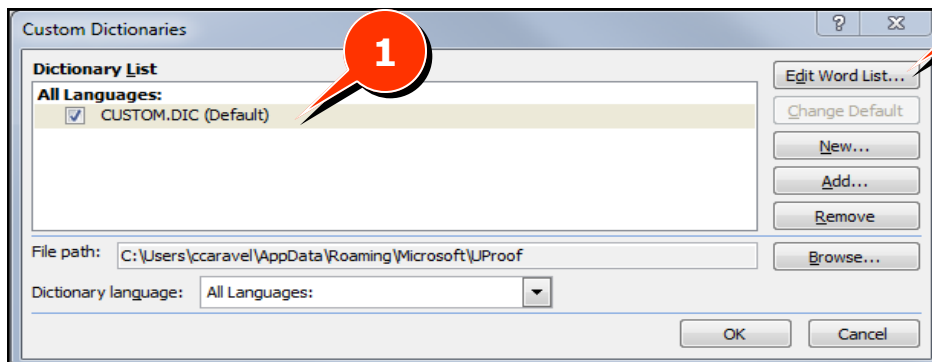 Custom Dictionaries
1
Dictionary List
All Languages:
CUSTOM.DIC (Default)
Edit Word List...
Change Default
New...
Add...
Remove
File path: C:\Users\ccaravel\AppData\Roaming\Microsoft\UProof
Browse...
Dictionary language: All Languages:
OK Cancel